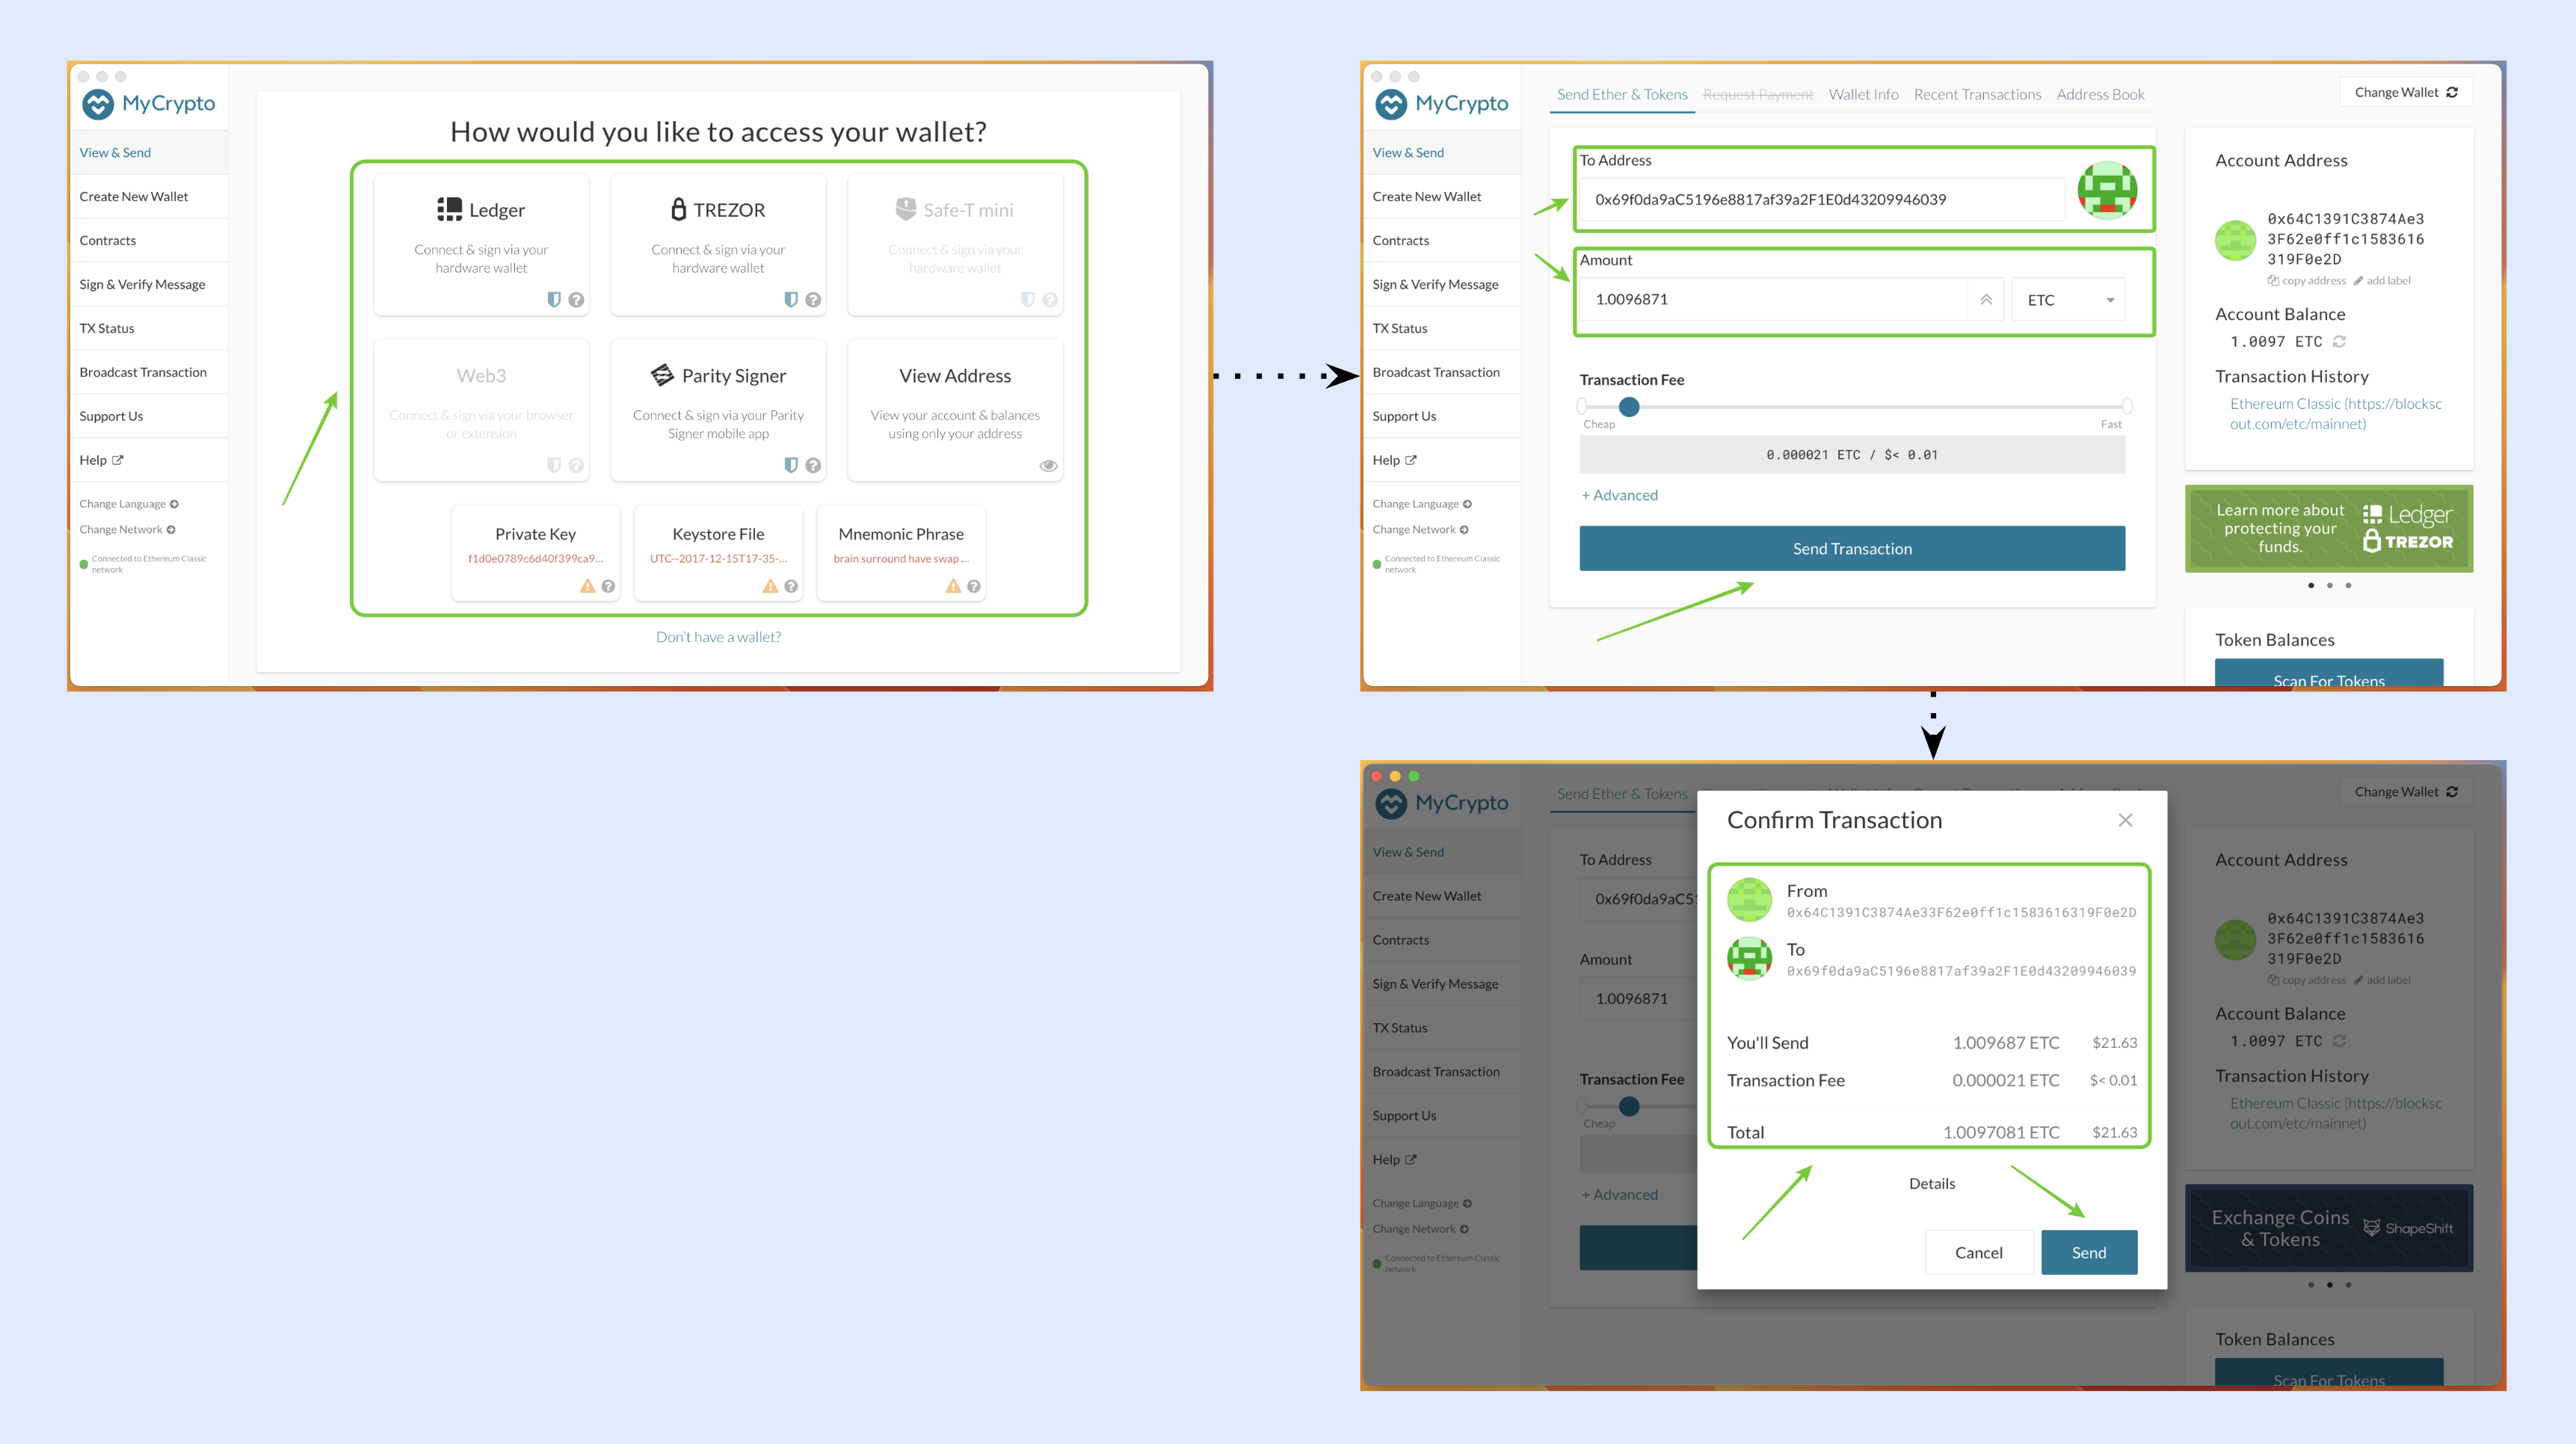 MyCrypto
View & Send
Create New Wallet
Contracts
Sign & Verify Message
TX Status
Broadcast Transaction
Support Us
Help
Change Language
Change Network
Connected to Ethereum Classic
network
How would you like to access your wallet?
Ledger
Connect & sign via your
hardware wallet
TREZOR
Connect & sign via your
hardware wallet
Safe-T mini
Connect & sign via your
hardware wallet
Web3
Connect & sign via your browser
or extension
Parity Signer
Connect & sign via your Parity
Signer mobile app
View Address
View your account & balances
using only your address
Private Key
f1d0e0789c6d40f399ca9...
Keystore File
UTC--2017-12-15T17-35-...
Mnemonic Phrase
brain surround have swap ...
Don't have a wallet?
MyCrypto
View & Send
Create New Wallet
Contracts
Sign & Verify Message
TX Status
Broadcast Transaction
Support Us
Help
Change Language
Change Network
Connected to Ethereum Classic
network
Send Ether & Tokens Request Payment Wallet Info Recent Transactions Address Book
Change Wallet
To Address
0x69f0da9aC5196e8817af39a2F1E0d43209946039
Amount
1.0096871
ETC
Transaction Fee
Cheap
Fast
0.000021 ETC / $< 0.01
+ Advanced
Send Transaction
Account Address
0x64C1391C3874Ae3
3F62e0ff1c1583616
319F0e2D
copy address add label
Account Balance
1.0097 ETC
Transaction History
Ethereum Classic (https://blocksc
out.com/etc/mainnet)
Learn more about
protecting your
funds.
Ledger
TREZOR
Token Balances
Scan For Tokens
MyCrypto
View & Send
Create New Wallet
Contracts
Sign & Verify Message
TX Status
Broadcast Transaction
Support Us
Help
Change Language
Change Network
Connected to Ethereum Classic
network
Send Ether & Tokens
Change Wallet
To Address
0x69f0da9aC51
Amount
1.0096871
Transaction Fee
Cheap
+ Advanced
Confirm Transaction
From
0x64C1391C3874Ae33F62e0ff1c1583616319F0e2D
To
0x69f0da9aC5196e8817af39a2F1E0d43209946039
You'll Send 1.009687 ETC $21.63
Transaction Fee 0.000021 ETC $< 0.01
Total 1.0097081 ETC $21.63
Details
Cancel
Send
Account Address
0x64C1391C3874Ae3
3F62e0ff1c1583616
319F0e2D
copy address add label
Account Balance
1.0097 ETC
Transaction History
Ethereum Classic (https://blocksc
out.com/etc/mainnet)
Exchange Coins
& Tokens
ShapeShift
Token Balances
Scan For Tokens